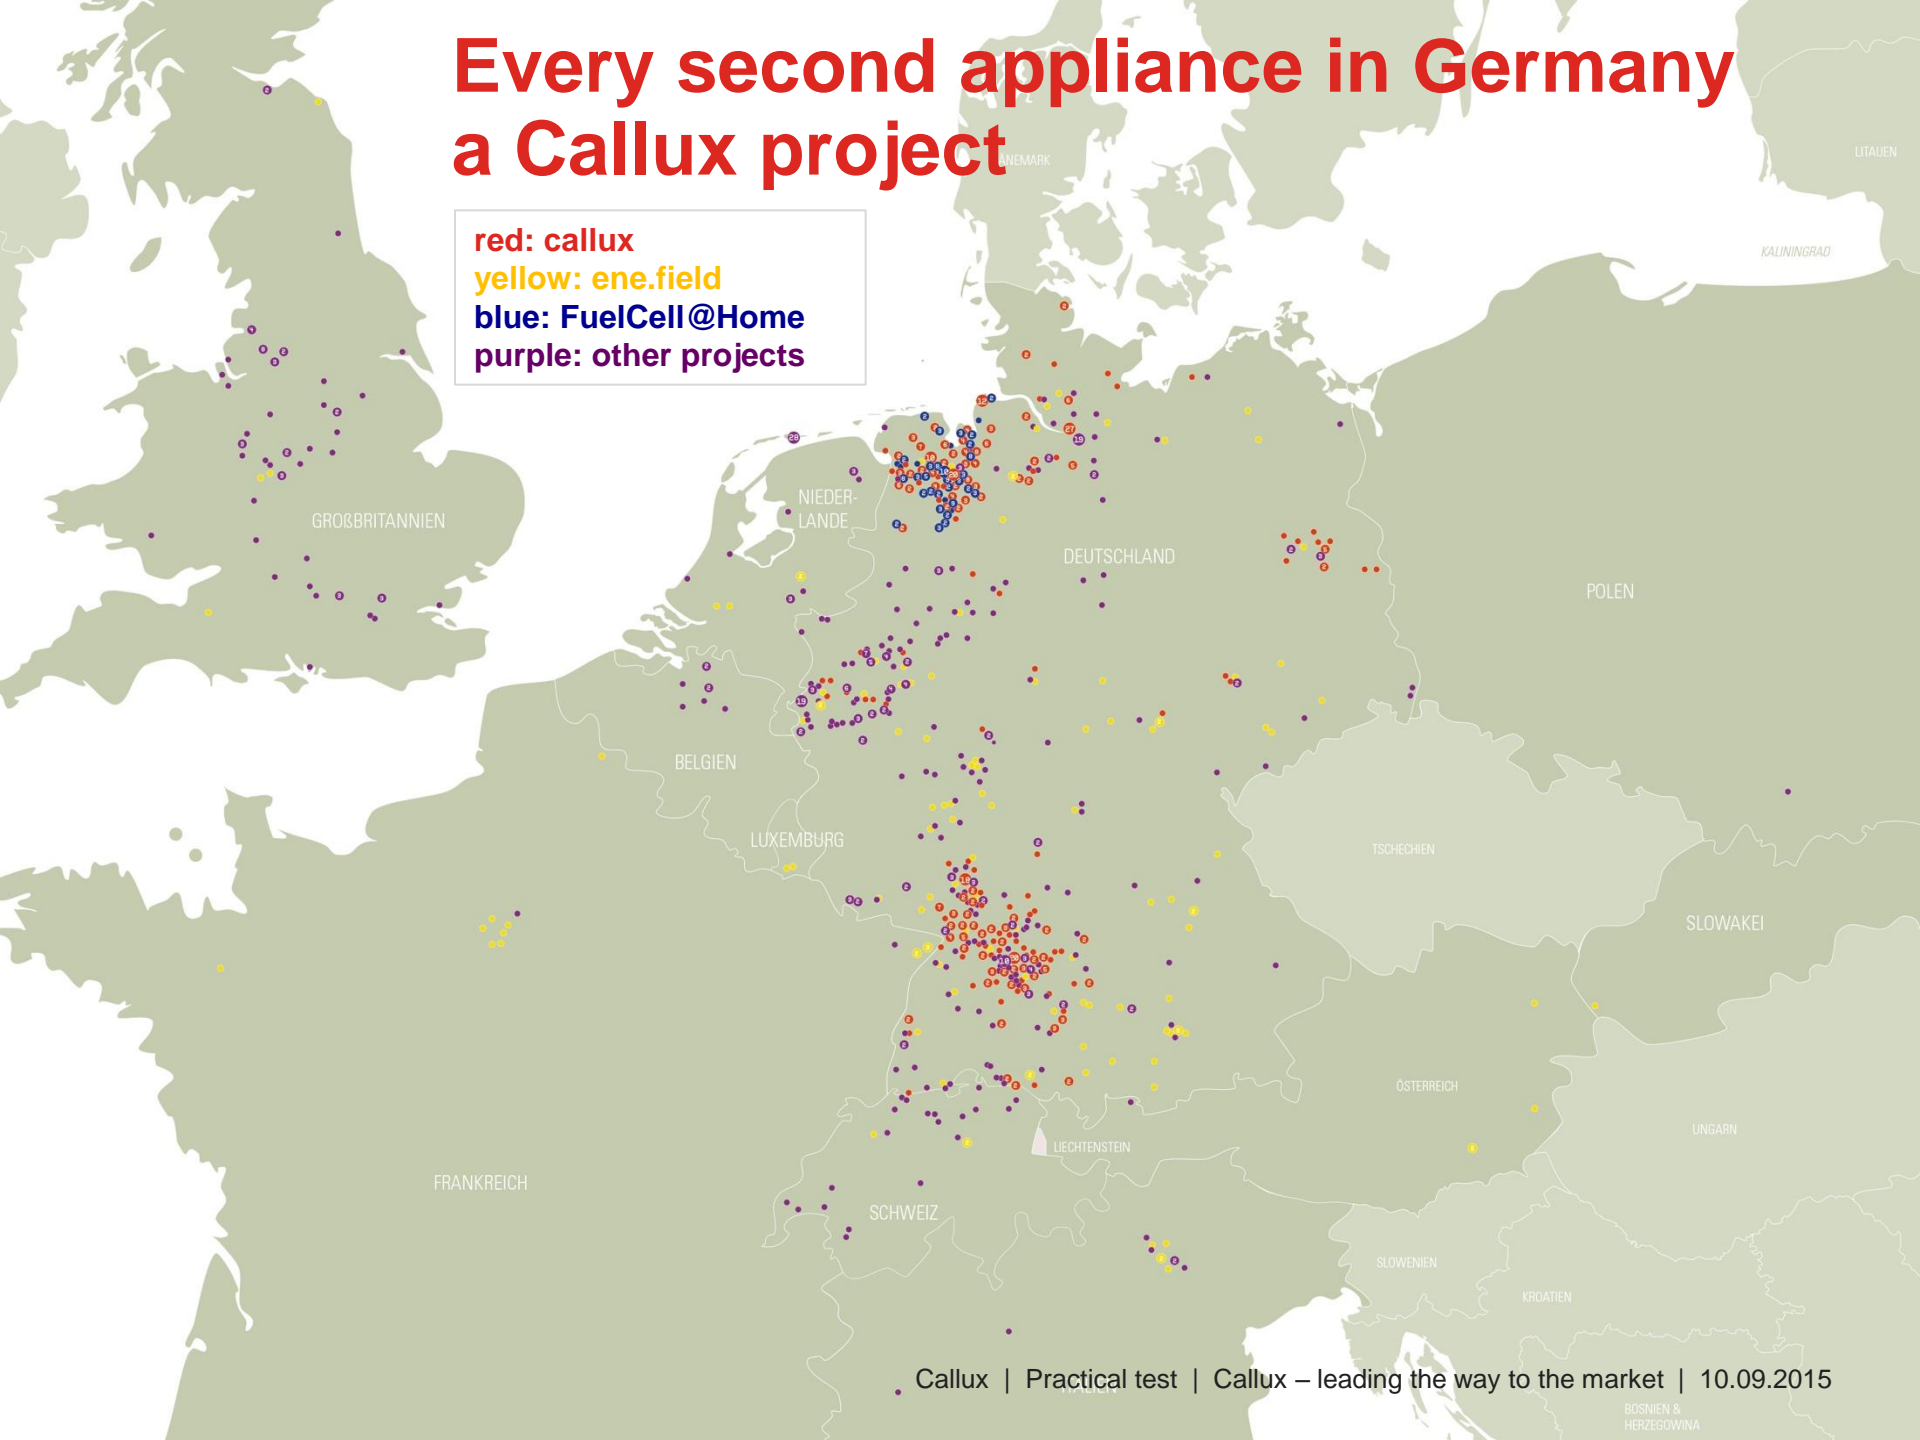 Every second appliance in Germany
a Callux project
ÄNEMARK
LITAUEN
red: callux
yellow: ene.field
blue: FuelCell@Home
purple: other projects
KALININGRAD
NIEDER-
LANDE
GROßBRITANNIEN
DEUTSCHLAND
POLEN
BELGIEN
LUXEMBURG
TSCHECHIEN
SLOWAKEI
ÖSTERREICH
UNGARN
LIECHTENSTEIN
FRANKREICH
SCHWEIZ
SLOWENIEN
KROATIEN
Callux | Practical test | Callux – leading the way to the market | 10.09.2015
ITALIEN
BOSNIEN &
HERZEGOWINA